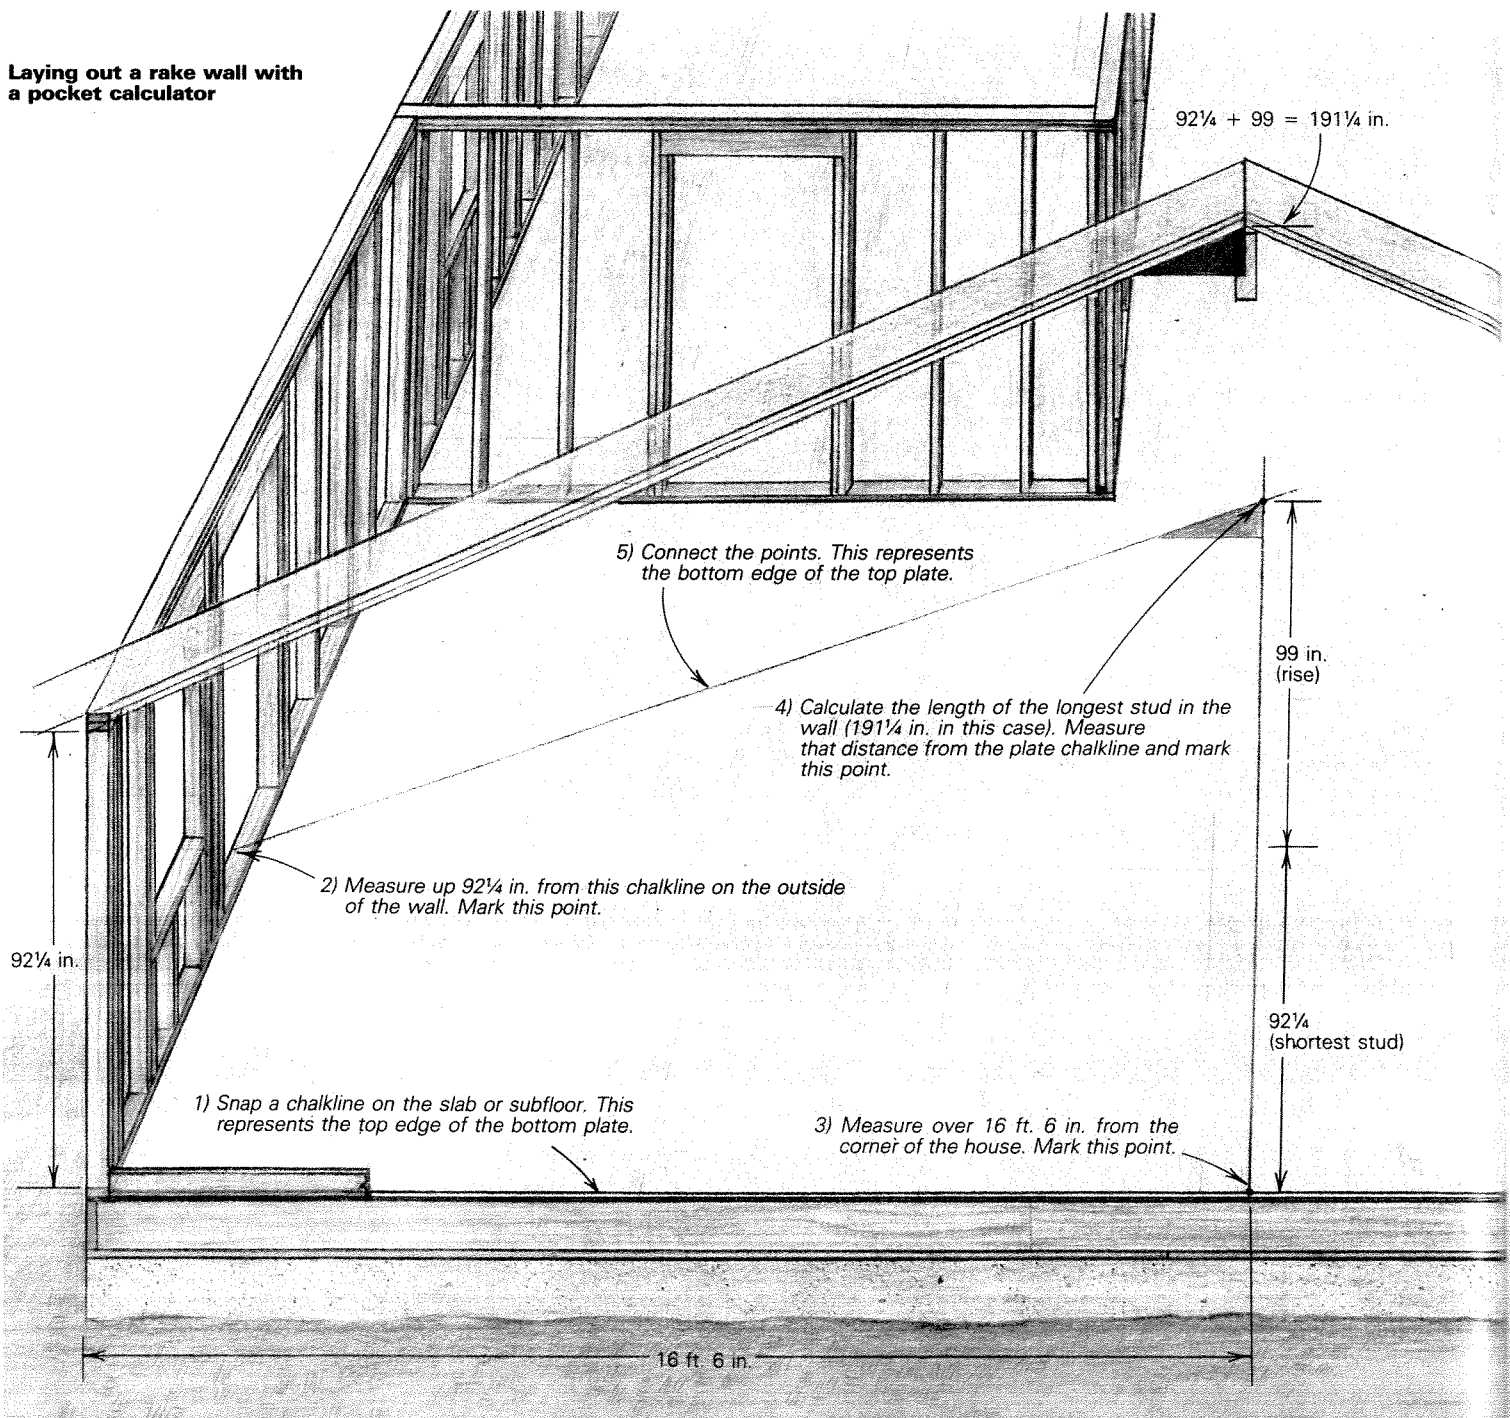 Laying out a rake wall with
a pocket calculator
92¼ + 99 = 191¼ in.
5) Connect the points. This represents
the bottom edge of the top plate.
99 in.
(rise)
4) Calculate the length of the longest stud in the
wall (191¼ in. in this case). Measure
that distance from the plate chalkline and mark
this point.
2) Measure up 92¼ in. from this chalkline on the outside
of the wall. Mark this point.
92¼ in.
92¼
(shortest stud)
1) Snap a chalkline on the slab or subfloor. This
represents the top edge of the bottom plate.
3) Measure over 16 ft. 6 in. from the
corner of the house. Mark this point.
16 ft. 6 in.